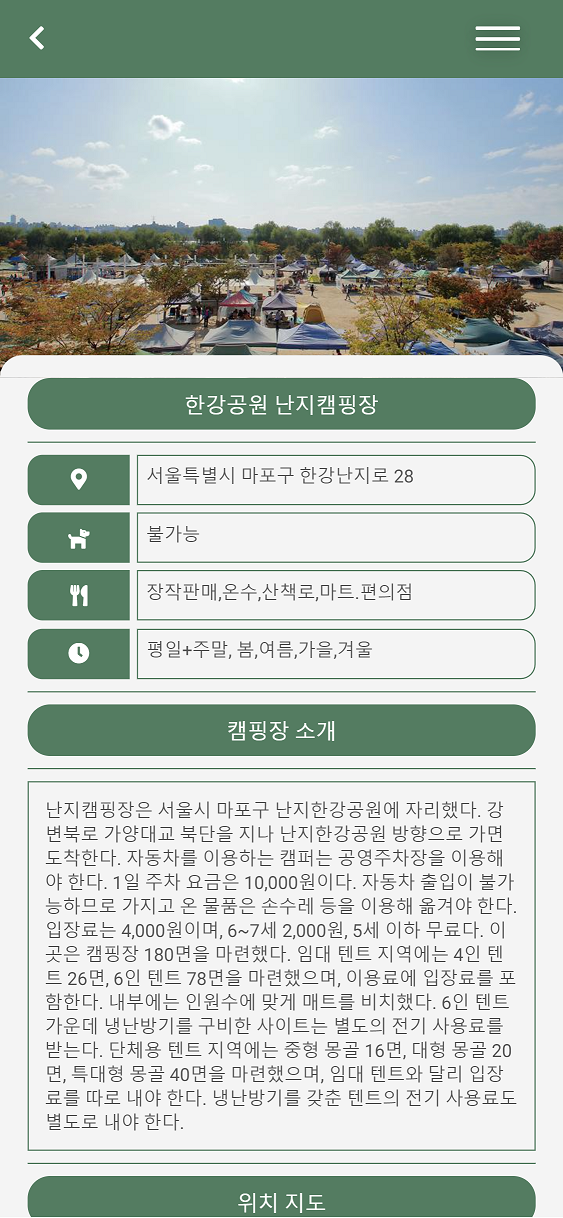 한강공원 난지캠핑장
서울특별시 마포구 한강난지로 28
불가능
장작판매,온수,산책로,마트.편의점
평일+주말, 봄,여름,가을,겨울
캠핑장 소개
난지캠핑장은 서울시 마포구 난지한강공원에 자리했다. 강
변북로 가양대교 북단을 지나 난지한강공원 방향으로 가면
도착한다. 자동차를 이용하는 캠퍼는 공영주차장을 이용해
야 한다. 1일 주차 요금은 10,000원이다. 자동차 출입이 불가
능하므로 가지고 온 물품은 손수레 등을 이용해 옮겨야 한다.
입장료는 4,000원이며, 6~7세 2,000원, 5세 이하 무료다. 이
곳은 캠핑장 180면을 마련했다. 임대 텐트 지역에는 4인 텐
트 26면, 6인 텐트 78면을 마련했으며, 이용료에 입장료를 포
함한다. 내부에는 인원수에 맞게 매트를 비치했다. 6인 텐트
가운데 냉난방기를 구비한 사이트는 별도의 전기 사용료를
받는다. 단체용 텐트 지역에는 중형 몽골 16면, 대형 몽골 20
면, 특대형 몽골 40면을 마련했으며, 임대 텐트와 달리 입장
료를 따로 내야 한다. 냉난방기를 갖춘 텐트의 전기 사용료도
별도로 내야 한다.
위치 지도